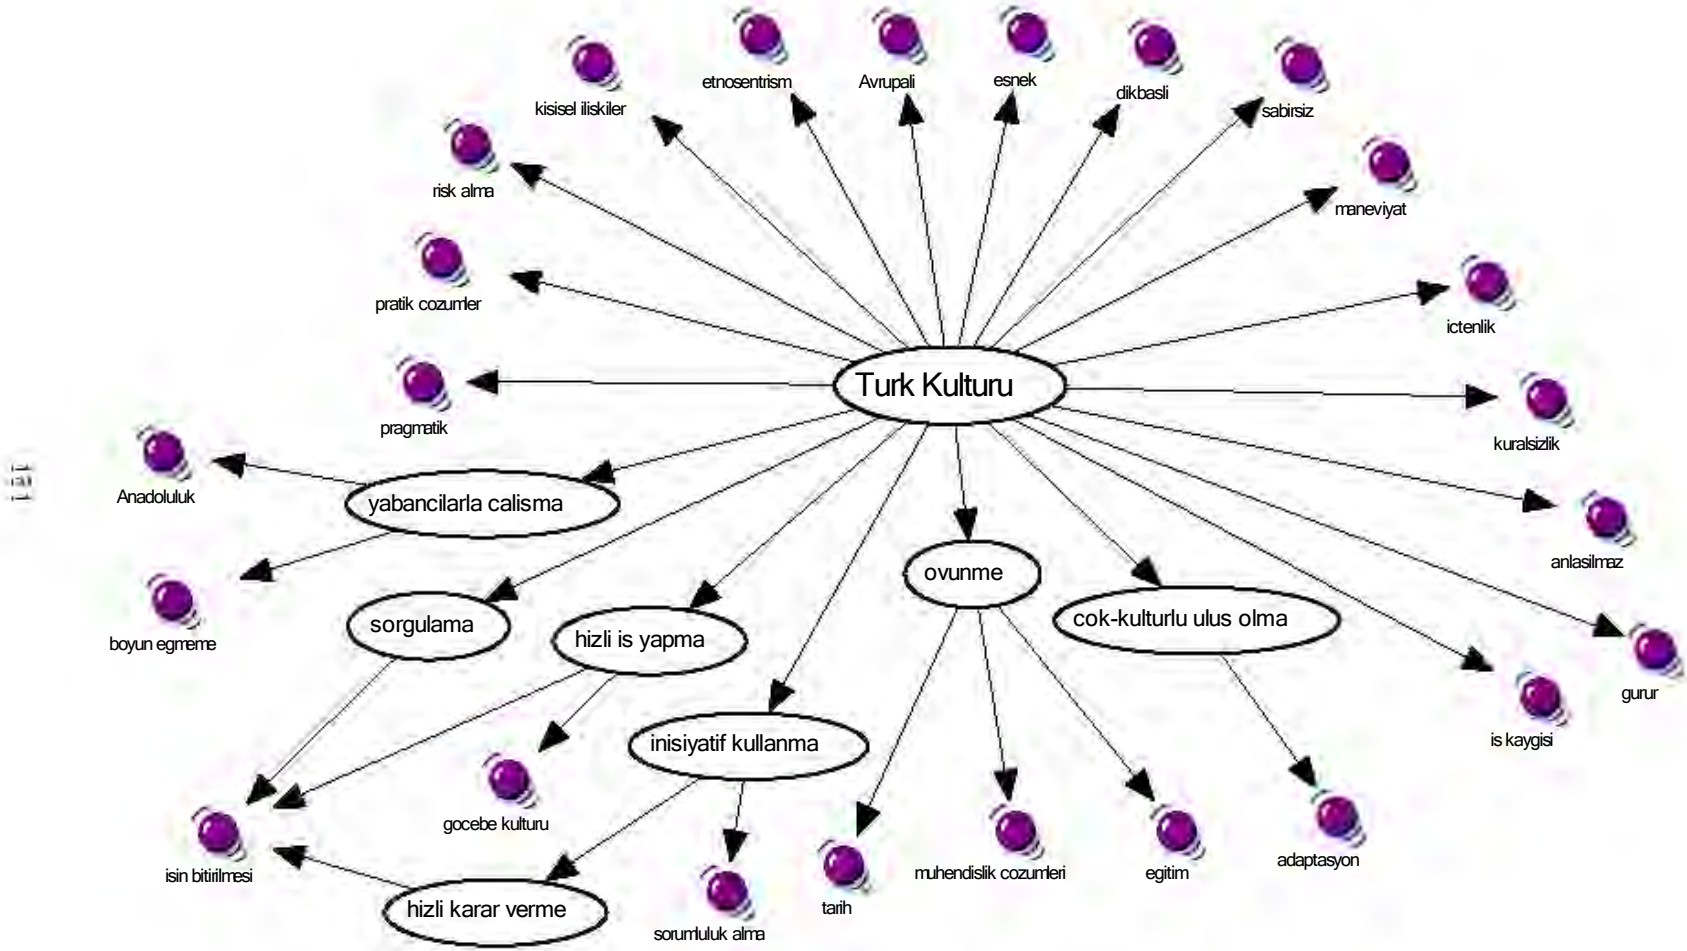 etnosentrism
Avrupali
esnek
dikbasli
kisisel iliskiler
sabirsiz
risk alma
maneviyat
pratik cozumler
ictenlik
Turk Kulturu
pragmatik
kuralsizlik
Anadoluluk
yabancilarla calisma
anlasilmaz
ovunme
boyun egmeme
sorgulama
hizli is yapma
cok-kulturlu ulus olma
gurur
inisiyatif kullanma
is kaygisi
gocebe kulturu
isin bitirilmesi
muhendislik cozumleri
egitim
adaptasyon
hizli karar verme
tarih
sorumluluk alma